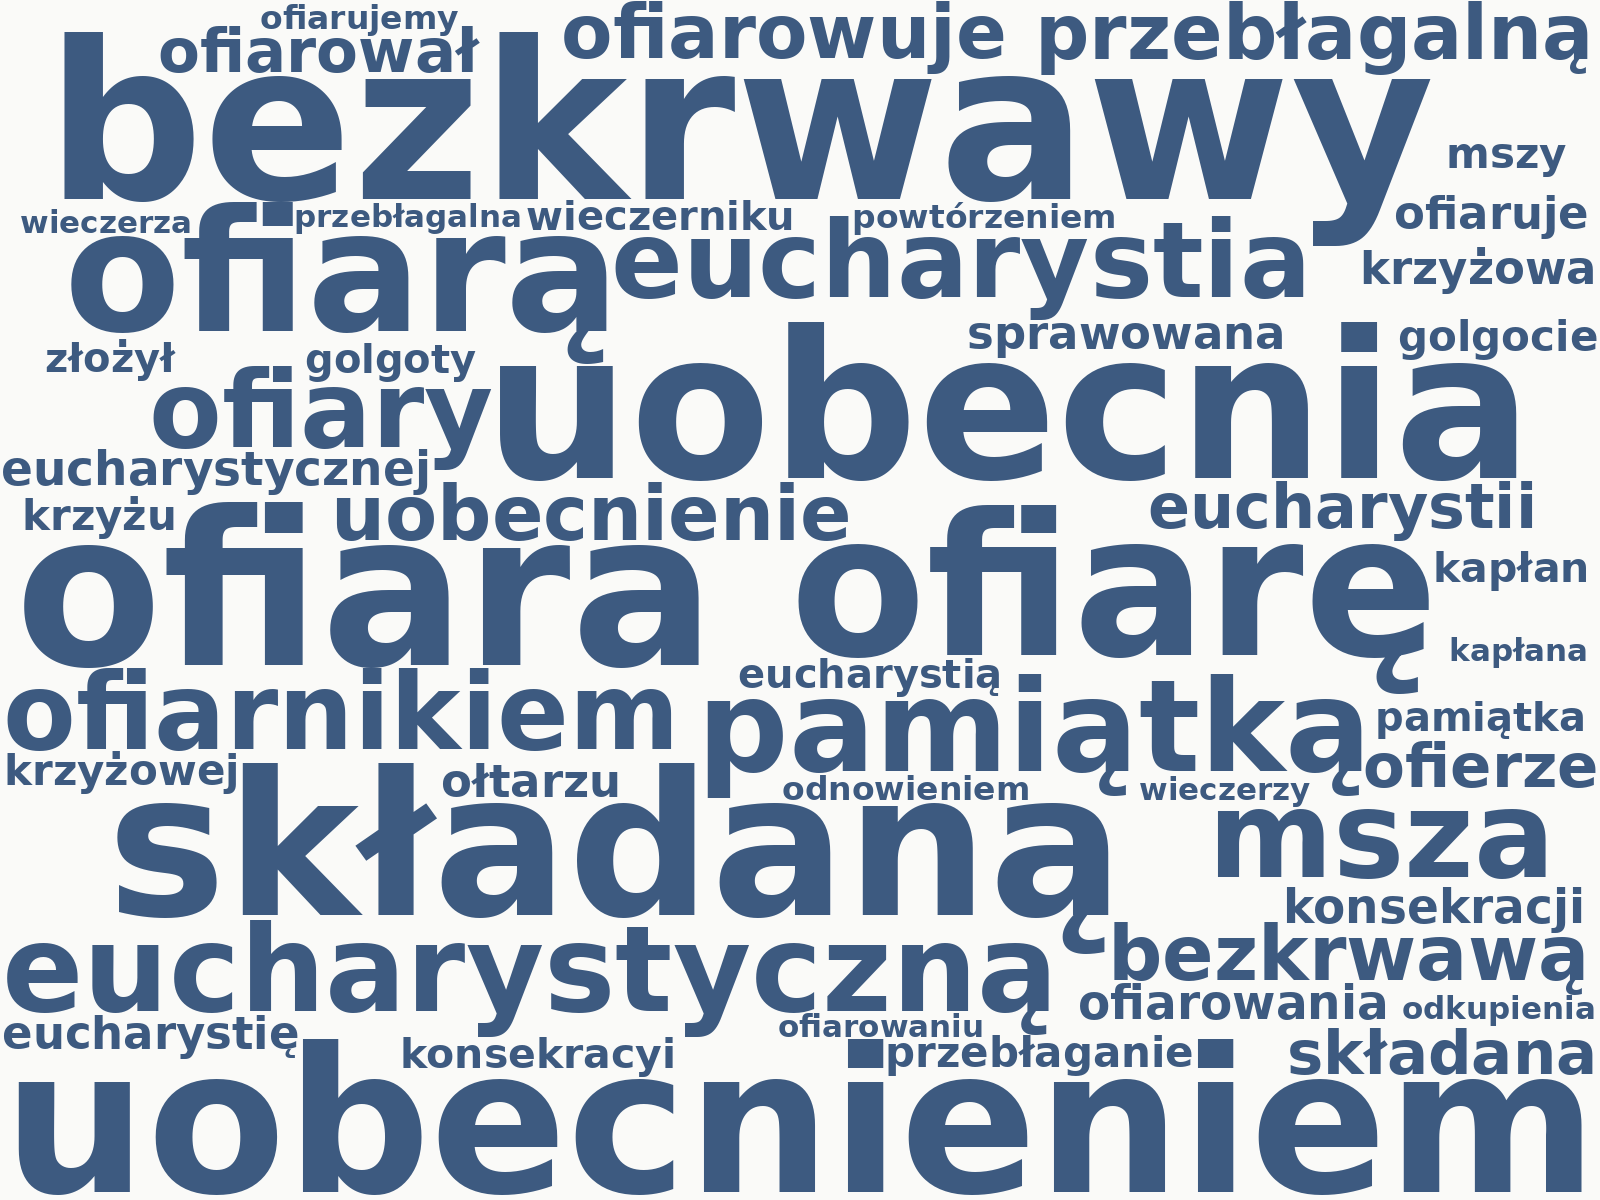 ofiarujemy
ofiarował
ofiarowuje
przebłagalną
bezkrwawy
mszy
wieczerza
przebłagalna
wieczerniku
powtórzeniem
ofiaruje
ofiarą
eucharystia
krzyżowa
złożył
golgoty
sprawowana
golgocie
ofiary
uobecnia
eucharystycznej
krzyżu
uobecnienie
eucharystii
ofiara
ofiarę
kapłan
kapłana
ofiarnikiem
eucharystią
pamiątką
pamiątka
krzyżowej
ołtarzu
odnowieniem
wieczerzy
ofierze
składaną
msza
konsekracji
eucharystyczną
bezkrwawą
ofiarowania
odkupienia
eucharystię
konsekracyi
ofiarowaniu
przebłaganie
składana
uobecnieniem